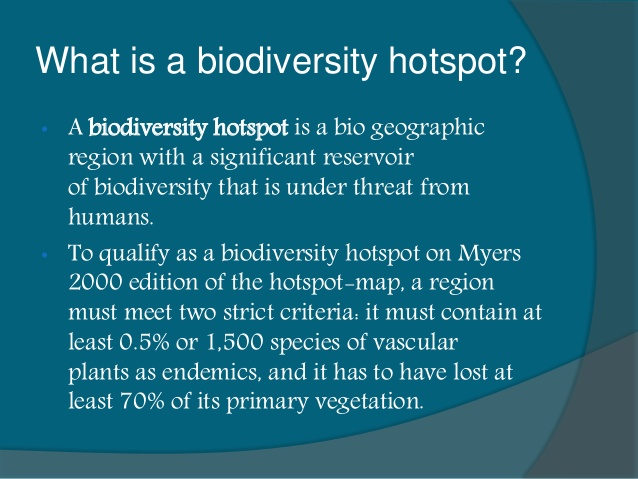 What is a biodiversity hotspot?
• A biodiversity hotspot is a bio geographic
region with a significant reservoir
of biodiversity that is under threat from
humans.
• To qualify as a biodiversity hotspot on Myers
2000 edition of the hotspot-map, a region
must meet two strict criteria: it must contain at
least 0.5% or 1,500 species of vascular
plants as endemics, and it has to have lost at
least 70% of its primary vegetation.